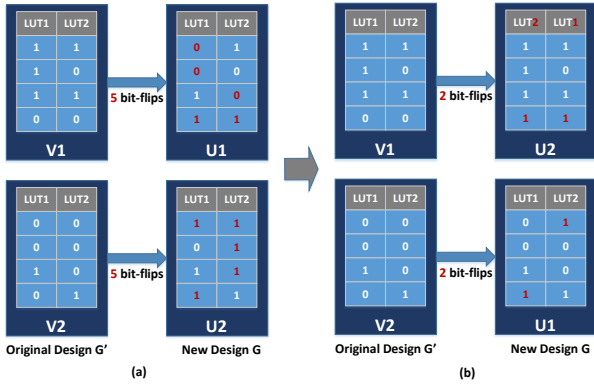 LUT1 LUT2
1 1
1 0
1 1
0 0
V1
5 bit-flips
LUT1 LUT2
0 1
0 0
1 0
1 1
U1
LUT1 LUT2
0 0
0 0
1 0
0 1
V2
Original Design G’
5 bit-flips
LUT1 LUT2
1 1
0 1
1 1
1 1
U2
New Design G
(a)
LUT1 LUT2
1 1
1 0
1 1
0 0
V1
2 bit-flips
LUT2 LUT1
1 1
1 0
1 1
1 1
U2
LUT1 LUT2
0 0
0 0
1 0
0 1
V2
Original Design G’
2 bit-flips
LUT1 LUT2
0 1
0 0
1 0
1 1
U1
New Design G
(b)